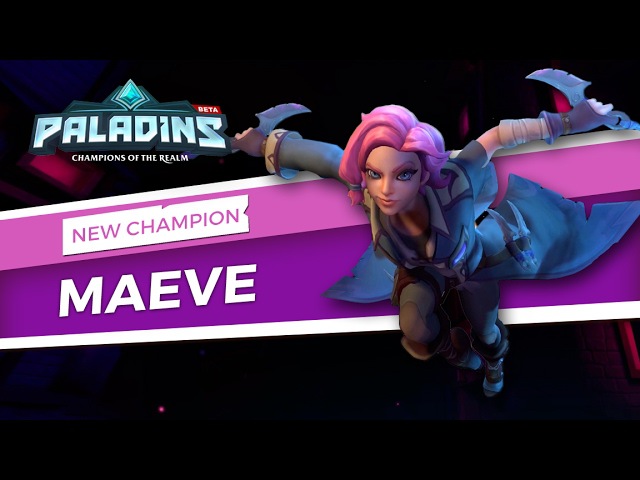 BETA
PALADINS
CHAMPIONS OF THE REALM
NEW CHAMPION
MAEVE